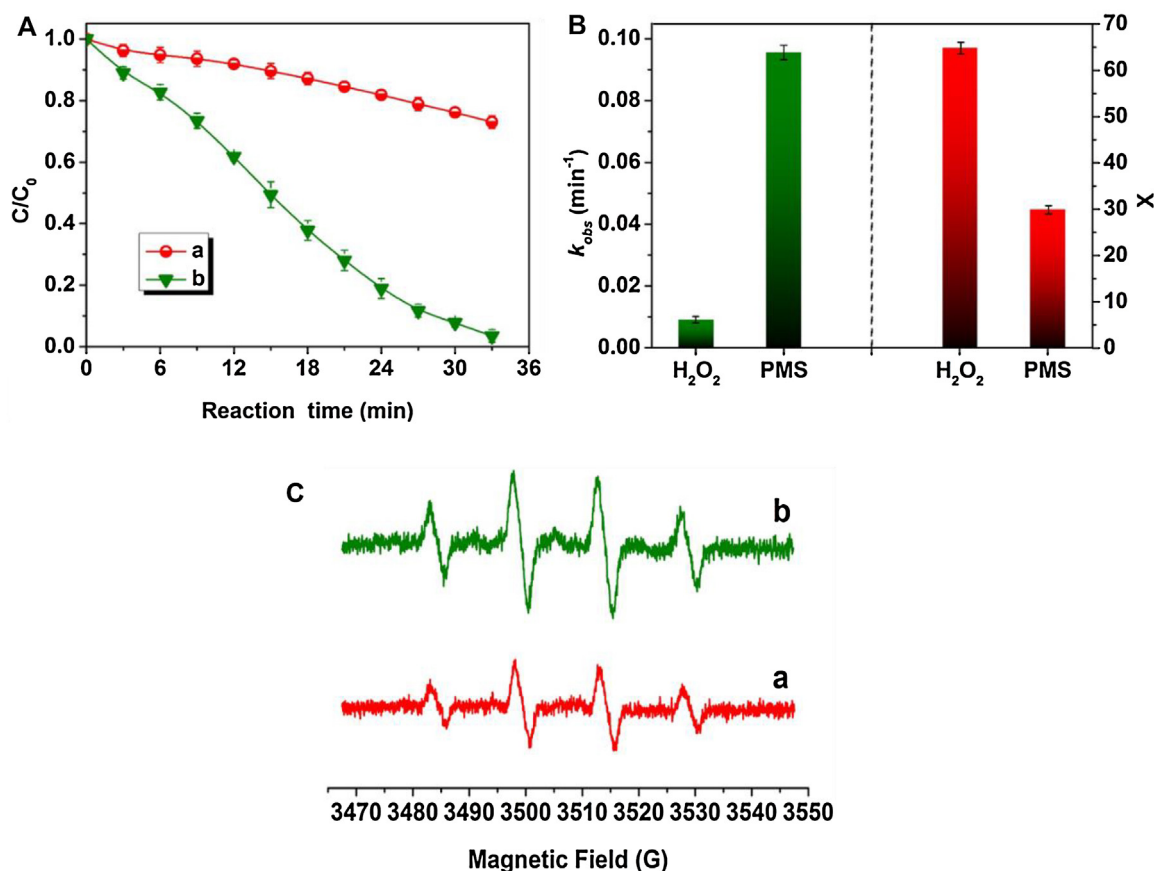 A
1.0
0.8
0.6
0.4
0.2
0.0
C/C₀
a
b
0 6 12 18 24 30 36
Reaction time (min)
B
0.10
0.08
0.06
0.04
0.02
0.00
k_obs (min⁻¹)
70
60
50
40
30
20
10
0
X
H₂O₂ PMS H₂O₂ PMS
C
b
a
3470 3480 3490 3500 3510 3520 3530 3540 3550
Magnetic Field (G)